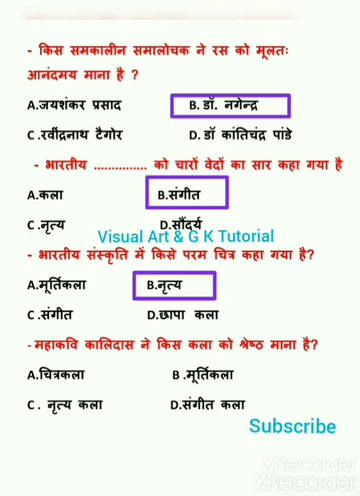 - किस समकालीन समालोचक ने रस को मूलतः
आनंदमय माना है ?
A.जयशंकर प्रसाद B. डॉ. नगेन्द्र
C .रवींद्रनाथ टैगोर D. डॉ कांतिचंद्र पांडे
- भारतीय ............... को चारों वेदों का सार कहा गया है
A.कला B.संगीत
C .नृत्य D.सौंदर्य
Visual Art & G K Tutorial
- भारतीय संस्कृति में किसे परम चित्र कहा गया है?
A.मूर्तिकला B.नृत्य
C .संगीत D.छापा कला
- महाकवि कालिदास ने किस कला को श्रेष्ठ माना है?
A.चित्रकला B .मूर्तिकला
C . नृत्य कला D.संगीत कला
Subscribe
XRecorder
XRecorder